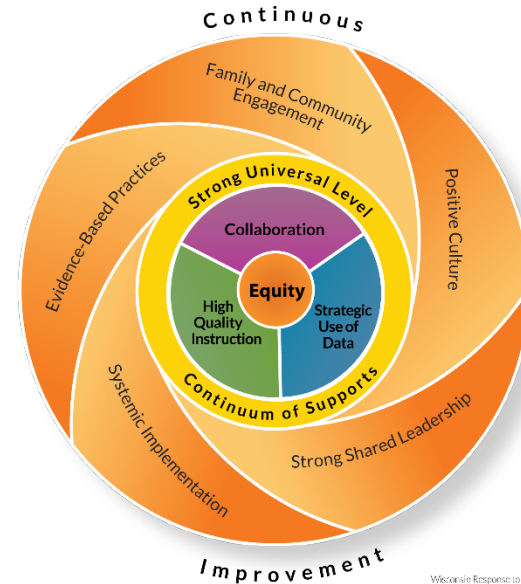 Continuous
Family and Community
Engagement
Positive Culture
Evidence-Based Practices
Strong Universal Level
Collaboration
Equity
High
Quality
Instruction
Strategic
Use of
Data
Continuum of Supports
Strong Shared Leadership
Systemic Implementation
Improvement
Wisconsin Response to